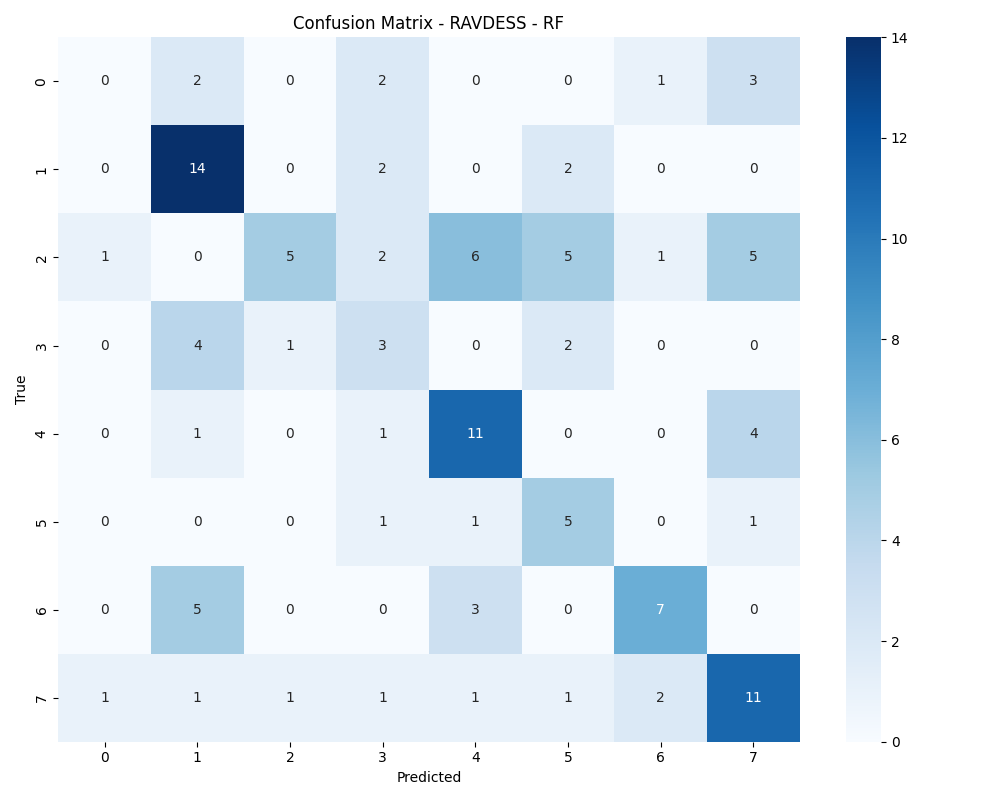 Confusion Matrix - RAVDESS - RF
True
0 0 2 0 2 0 0 1 3
1 0 14 0 2 0 2 0 0
2 1 0 5 2 6 5 1 5
3 0 4 1 3 0 2 0 0
4 0 1 0 1 11 0 0 4
5 0 0 0 1 1 5 0 1
6 0 5 0 0 3 0 7 0
7 1 1 1 1 1 1 2 11
0 1 2 3 4 5 6 7
Predicted
14
12
10
8
6
4
2
0